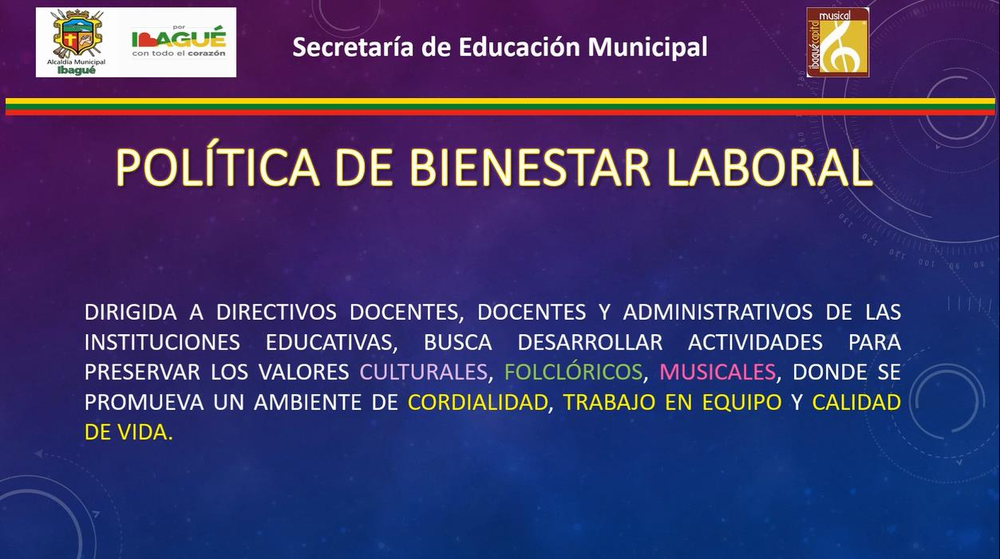 Alcaldía Municipal
Ibagué
por
IBAGUÉ
con todo el corazón
Secretaría de Educación Municipal
musical
ibaguécapital
POLÍTICA DE BIENESTAR LABORAL
DIRIGIDA A DIRECTIVOS DOCENTES, DOCENTES Y ADMINISTRATIVOS DE LAS
INSTITUCIONES EDUCATIVAS, BUSCA DESARROLLAR ACTIVIDADES PARA
PRESERVAR LOS VALORES CULTURALES, FOLCLÓRICOS, MUSICALES, DONDE SE
PROMUEVA UN AMBIENTE DE CORDIALIDAD, TRABAJO EN EQUIPO Y CALIDAD
DE VIDA.